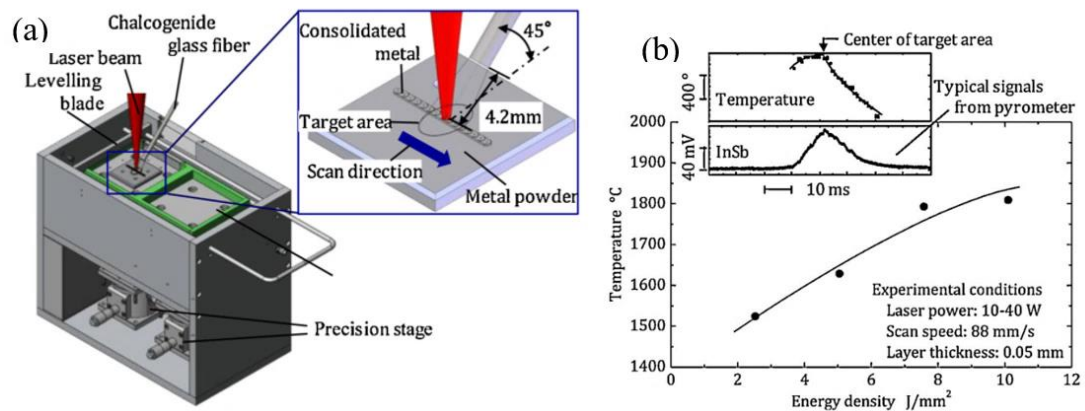 (a)
Chalcogenide
glass fiber
Laser beam
Levelling
blade
Precision stage
Consolidated
metal
45°
4.2mm
Target area
Scan direction
Metal powder
(b)
Center of target area
400°
Temperature
Typical signals
from pyrometer
40 mV
InSb
10 ms
Temperature °C
2000
1900
1800
1700
1600
1500
1400
Experimental conditions
Laser power: 10-40 W
Scan speed: 88 mm/s
Layer thickness: 0.05 mm
0 2 4 6 8 10 12
Energy density J/mm²